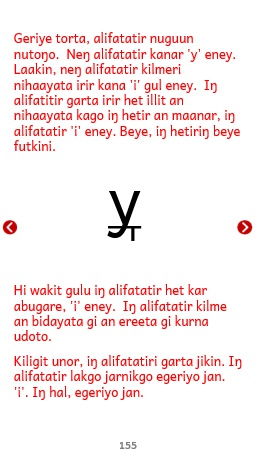 Geriye torta, alifatatir nuguun
nutoŋo. Neŋ alifatatir kanar 'y' eney.
Laakin, neŋ alifatatir kilmeri
nihaayata irir kana 'i' gul eney. Iŋ
alifatitir garta irir het illit an
nihaayata kago iŋ hetir an maanar, iŋ
alifatatir 'i' eney. Beye, iŋ hetiriŋ beye
futkini.
y
T
Hi wakit gulu iŋ alifatatir het kar
abugare, 'i' eney. Iŋ alifatatir kilme
an bidayata gi an ereeta gi kurna
udoto.
Kiligit unor, iŋ alifatatiri garta jikin. Iŋ
alifatatir lakgo jarnikgo egeriyo jan.
'i'. Iŋ hal, egeriyo jan.
155